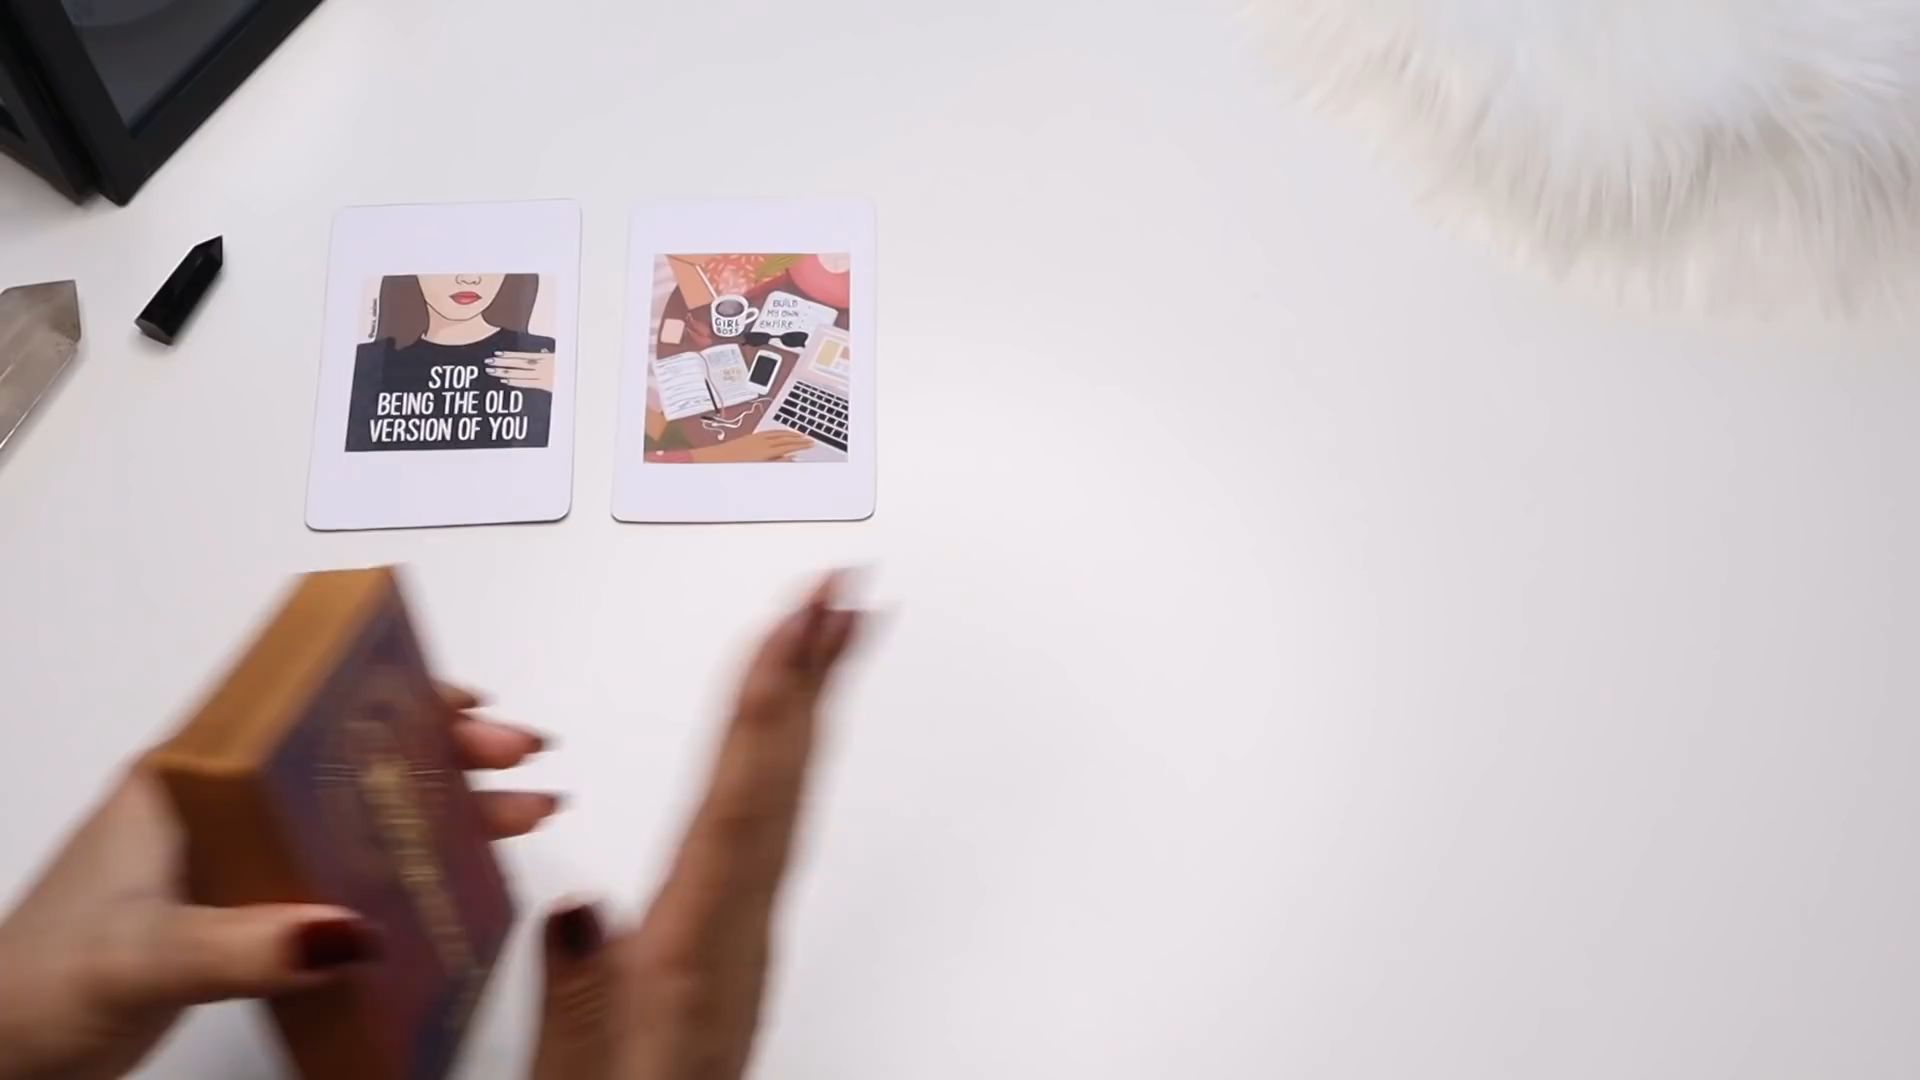 STOP
BEING THE OLD
VERSION OF YOU
GIRL
BOSS
BUILD
MY OWN
EMPIRE